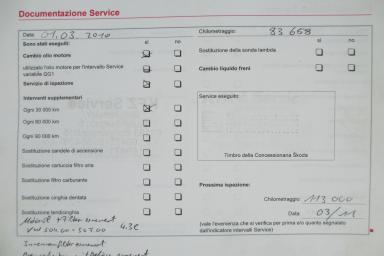 Documentazione Service
Data 01.03.2010
Chilometraggio: 83 658
Sono stati eseguiti:
si no
si no
Cambio olio motore
Sostituzione della sonda lambda
utilizzato l'olio motore per l'intervallo Service
variabile QG1
Cambio liquido freni
Servizio di ispezione
Interventi supplementari
Service eseguito:
Ogni 30 000 km
Ogni 60 000 km
Ogni 90 000 km
Sostituzione candele di accensione
Sostituzione cartuccia filtro aria
Timbro della Concessionaria Škoda
Sostituzione filtro carburante
Prossima ispezione:
Sostituzione cinghia dentata
Chilometraggio 113 000
Sostituzione tendicinghia
Data 03/11
VW 504.00-507.00 4.3L
(vale l'evenienza che si verifica per prima e/o quanto segnalato
dall'indicatore intervalli Service)